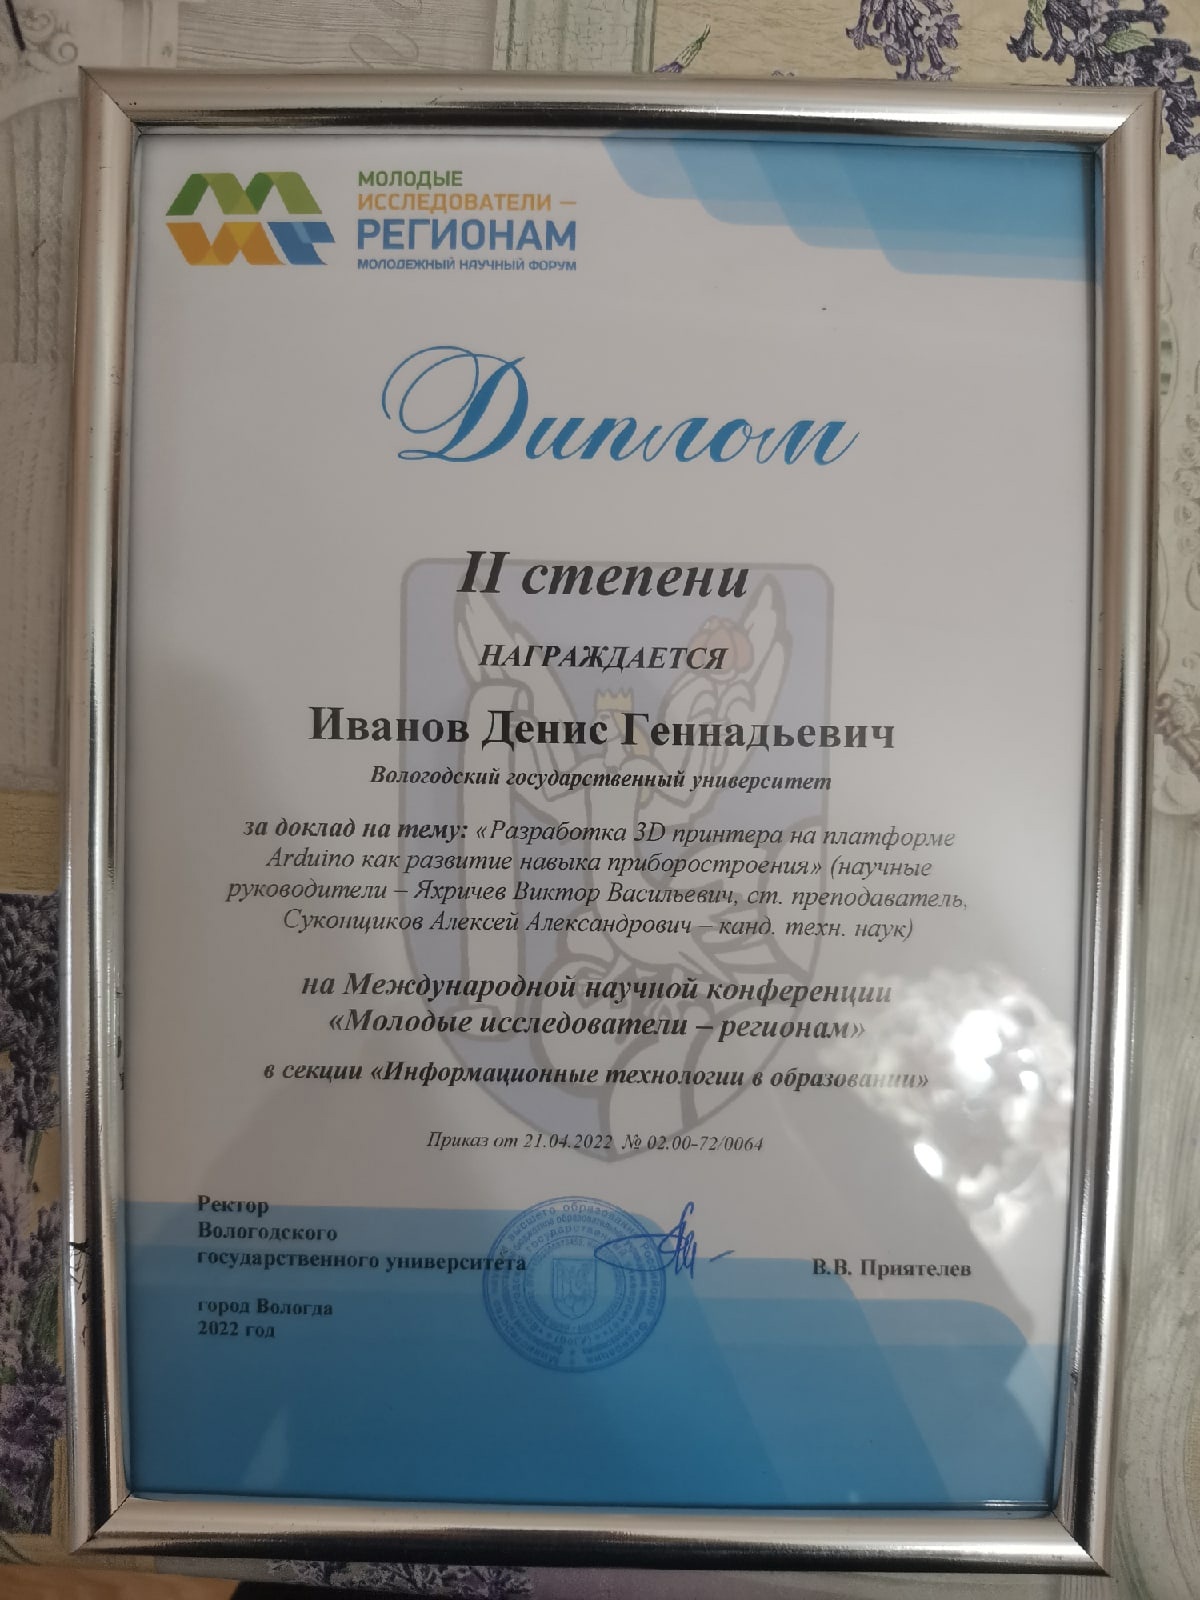 МОЛОДЫЕ
ИССЛЕДОВАТЕЛИ –
РЕГИОНАМ
МОЛОДЕЖНЫЙ НАУЧНЫЙ ФОРУМ
Диплом
II степени
НАГРАЖДАЕТСЯ
Иванов Денис Геннадьевич
Вологодский государственный университет
за доклад на тему: «Разработка 3D принтера на платформе
Arduino как развитие навыка приборостроения» (научные
руководители – Яхричев Виктор Васильевич, ст. преподаватель,
Суконщиков Алексей Александрович – канд. техн. наук)
на Международной научной конференции
«Молодые исследователи – регионам»
в секции «Информационные технологии в образовании»
Приказ от 21.04.2022 № 02.00-72/0064
Ректор
Вологодского
государственного университета
В.В. Приятелев
город Вологда
2022 год